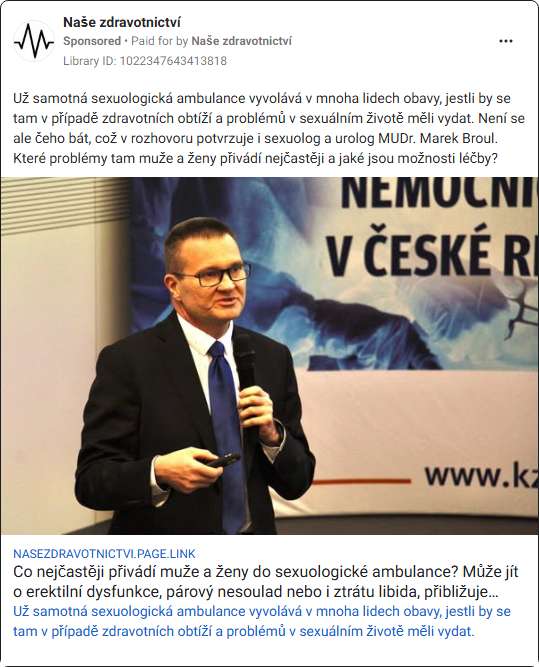 Naše zdravotnictví
Sponsored • Paid for by Naše zdravotnictví
Library ID: 1022347643413818
Už samotná sexuologická ambulance vyvolává v mnoha lidech obavy, jestli by se
tam v případě zdravotních obtíží a problémů v sexuálním životě měli vydat. Není se
ale čeho bát, což v rozhovoru potvrzuje i sexuolog a urolog MUDr. Marek Broul.
Které problémy tam muže a ženy přivádí nejčastěji a jaké jsou možnosti léčby?
NEMOCNIC
V ČESKÉ RE
www.kz
NASEZDRAVOTNICTVI.PAGE.LINK
Co nejčastěji přivádí muže a ženy do sexuologické ambulance? Může jít
o erektilní dysfunkce, párový nesoulad nebo i ztrátu libida, přibližuje...
Už samotná sexuologická ambulance vyvolává v mnoha lidech obavy, jestli by se
tam v případě zdravotních obtíží a problémů v sexuálním životě měli vydat.